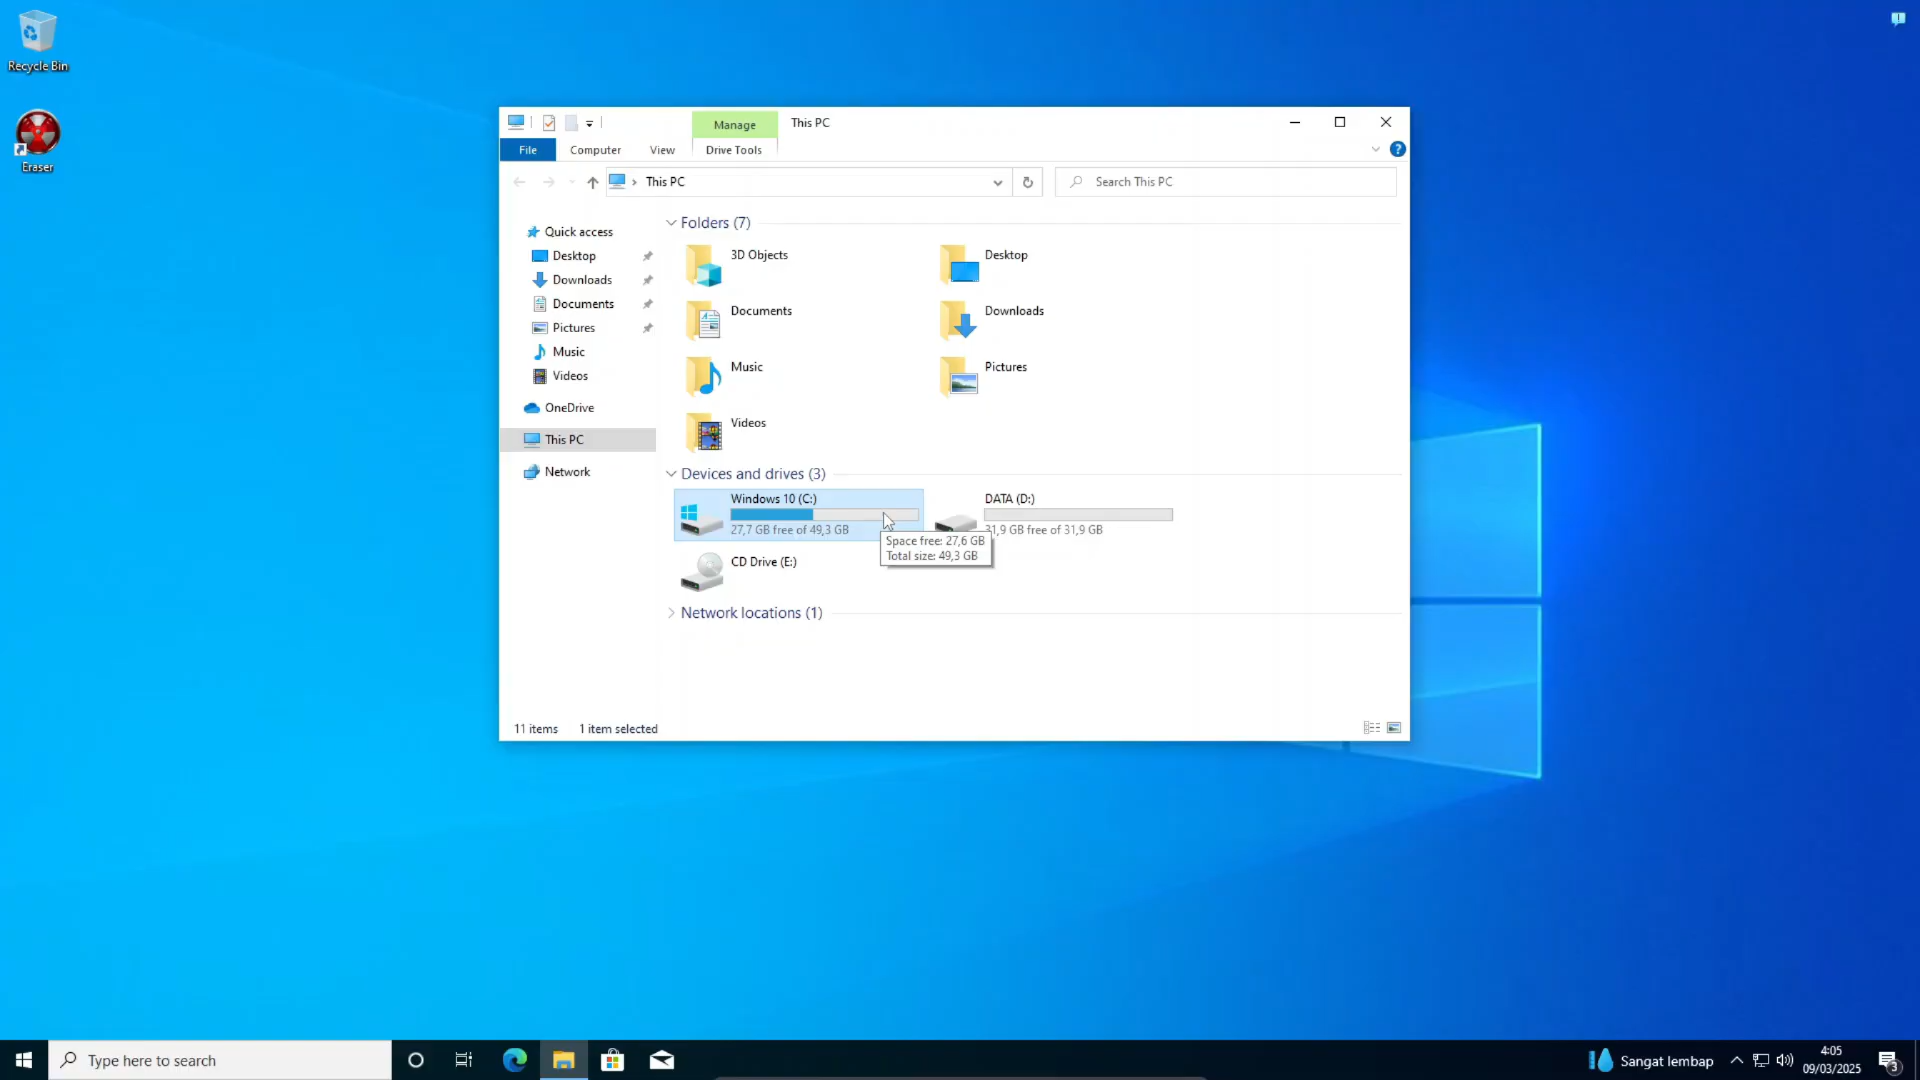 Recycle Bin
Eraser
Manage
This PC
File
Computer
View
Drive Tools
?
This PC
Search This PC
Quick access
Desktop
Downloads
Documents
Pictures
Music
Videos
OneDrive
This PC
Network
Folders (7)
3D Objects
Desktop
Documents
Downloads
Music
Pictures
Videos
Devices and drives (3)
Windows 10 (C:)
27,7 GB free of 49,3 GB
DATA (D:)
31,9 GB free of 31,9 GB
Space free: 27,6 GB
Total size: 49,3 GB
CD Drive (E:)
Network locations (1)
11 items
1 item selected
Type here to search
Sangat lembap
4:05
09/03/2025
3